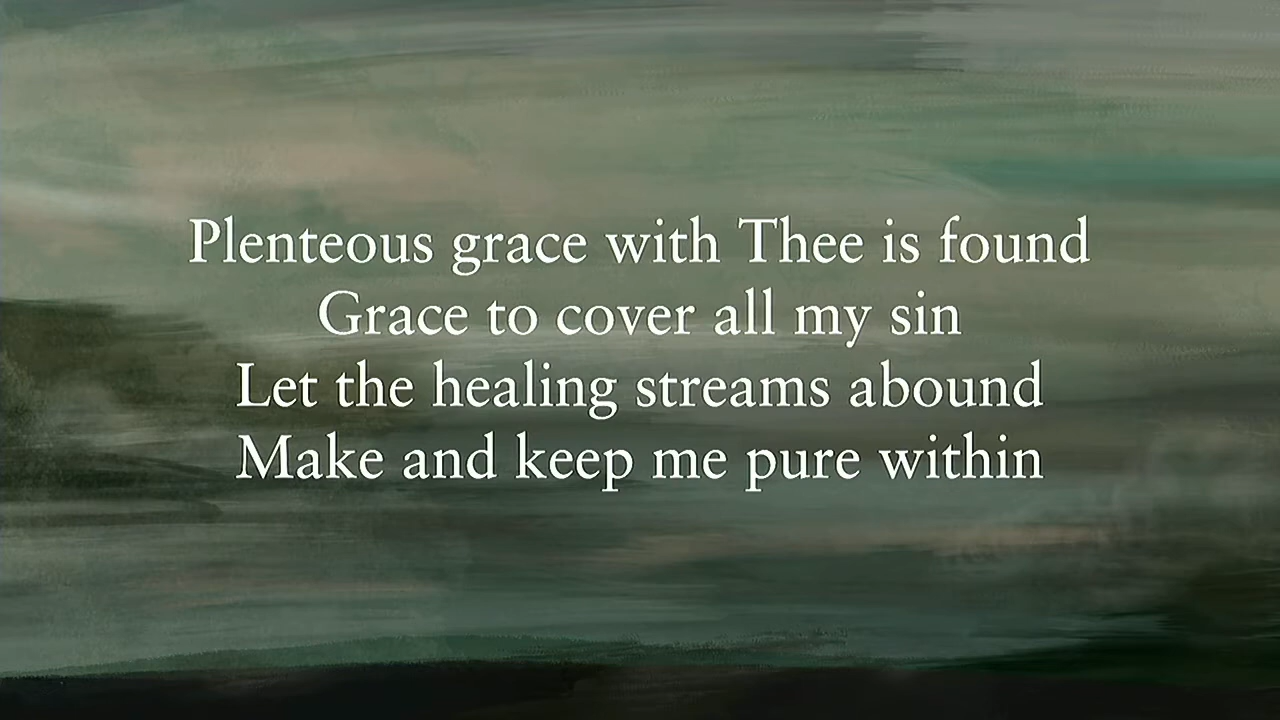 Plenteous grace with Thee is found
Grace to cover all my sin
Let the healing streams abound
Make and keep me pure within